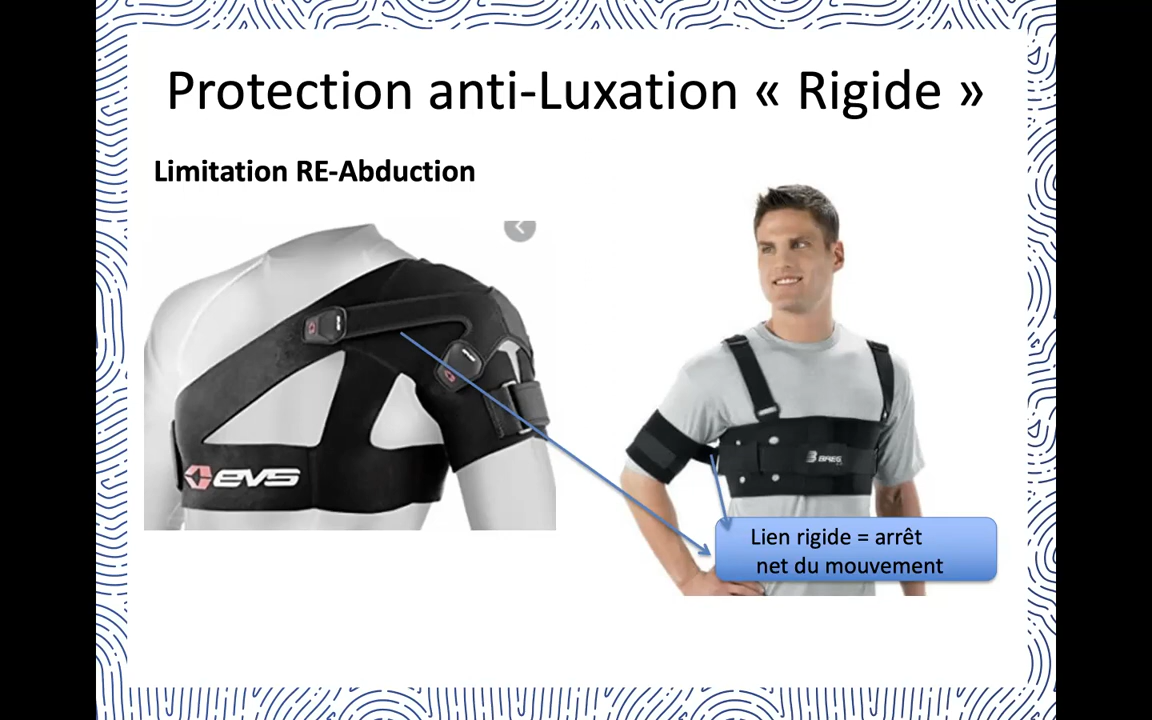 Protection anti-Luxation « Rigide »
Limitation RE-Abduction
EVS
BREG
Lien rigide = arrêt
net du mouvement